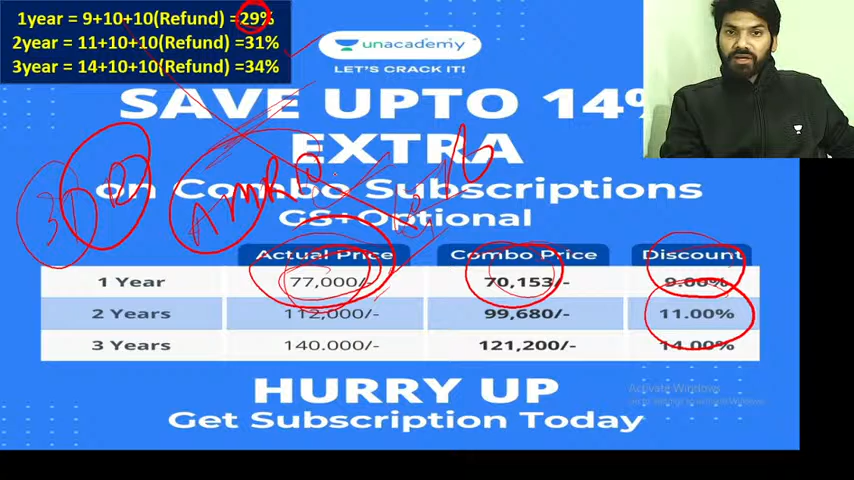 1year = 9+10+10(Refund) =29%
2year = 11+10+10(Refund) =31%
3year = 14+10+10(Refund) =34%
unacademy
LET'S CRACK IT!
SAVE UPTO 14%
EXTRA
on Combo Subscriptions
GS+Optional
Actual Price Combo Price Discount
1 Year 77,000/- 70,153/- 9.00%
2 Years 112,000/- 99,680/- 11.00%
3 Years 140.000/- 121,200/- 14.00%
HURRY UP
Get Subscription Today
Activate Windows